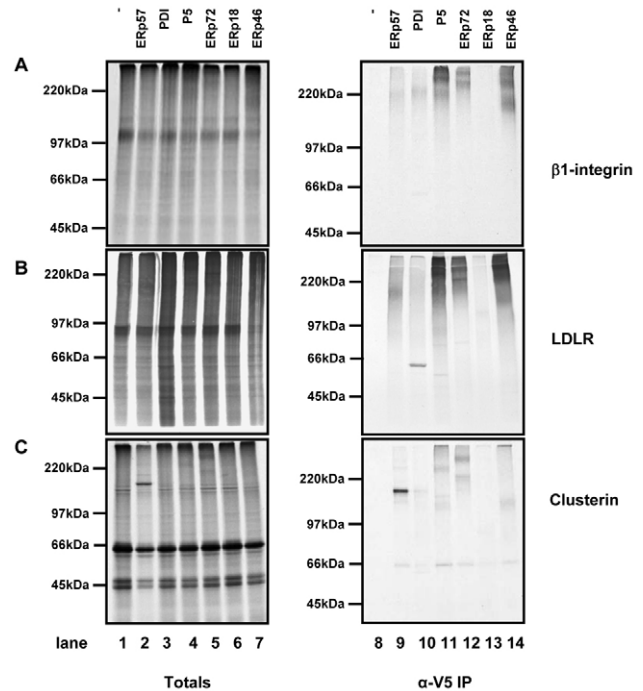 - ERp57 PDI P5 ERp72 ERp18 ERp46
- ERp57 PDI P5 ERp72 ERp18 ERp46
A
220kDa
97kDa
66kDa
45kDa
220kDa
97kDa
66kDa
45kDa
β1-integrin
B
220kDa
97kDa
66kDa
45kDa
220kDa
97kDa
66kDa
45kDa
LDLR
C
220kDa
97kDa
66kDa
45kDa
220kDa
97kDa
66kDa
45kDa
Clusterin
lane 1 2 3 4 5 6 7 8 9 10 11 12 13 14
Totals
α-V5 IP